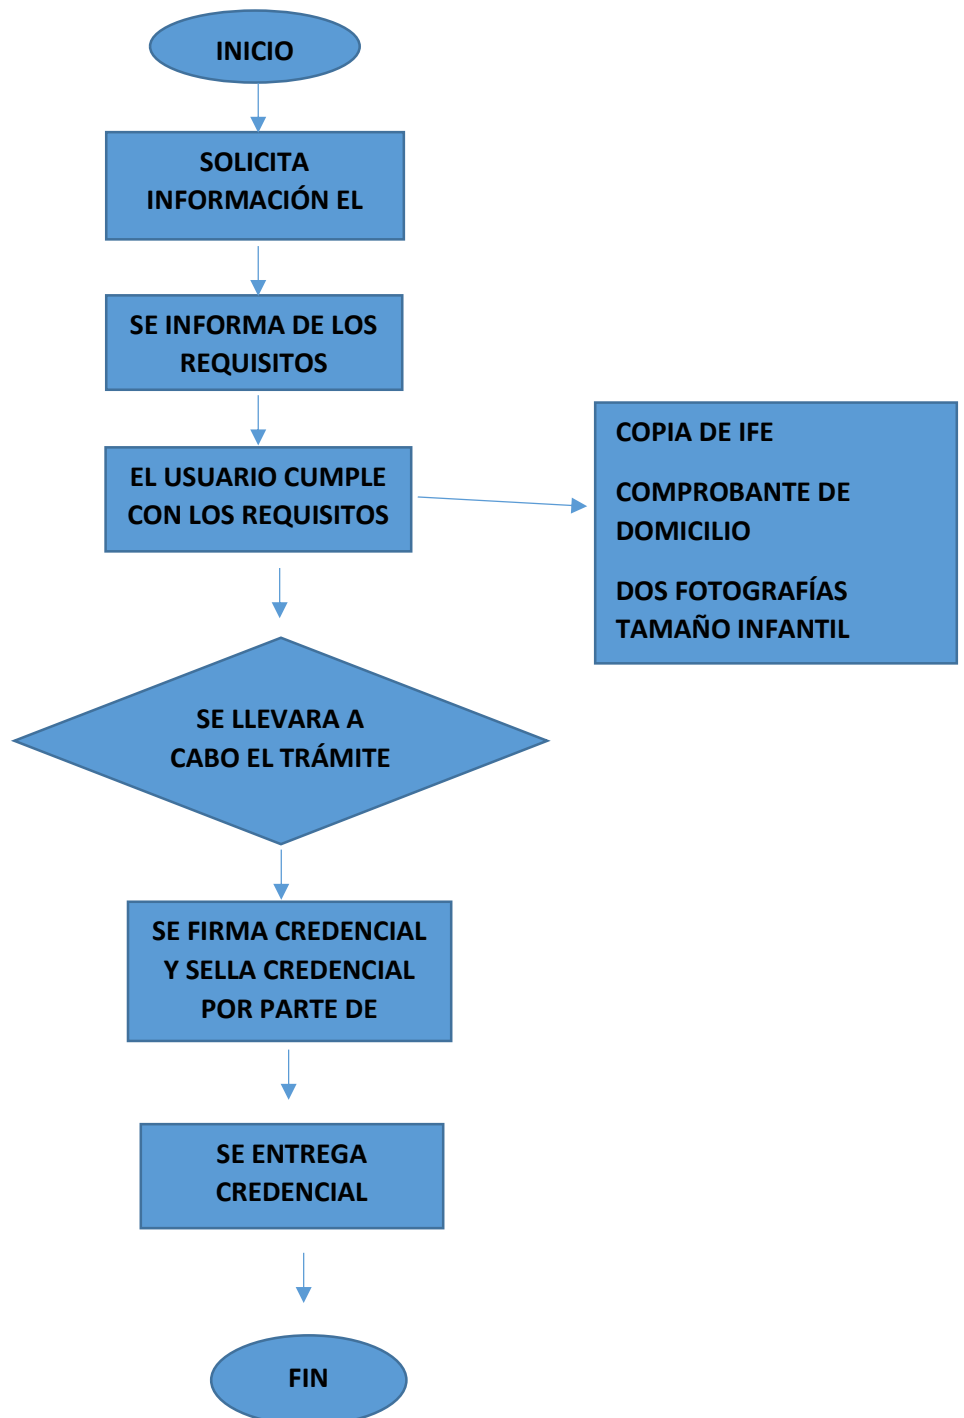 INICIO
SOLICITA
INFORMACIÓN EL
SE INFORMA DE LOS
REQUISITOS
EL USUARIO CUMPLE
CON LOS REQUISITOS
COPIA DE IFE
COMPROBANTE DE
DOMICILIO
DOS FOTOGRAFÍAS
TAMAÑO INFANTIL
SE LLEVARA A
CABO EL TRÁMITE
SE FIRMA CREDENCIAL
Y SELLA CREDENCIAL
POR PARTE DE
SE ENTREGA
CREDENCIAL
FIN